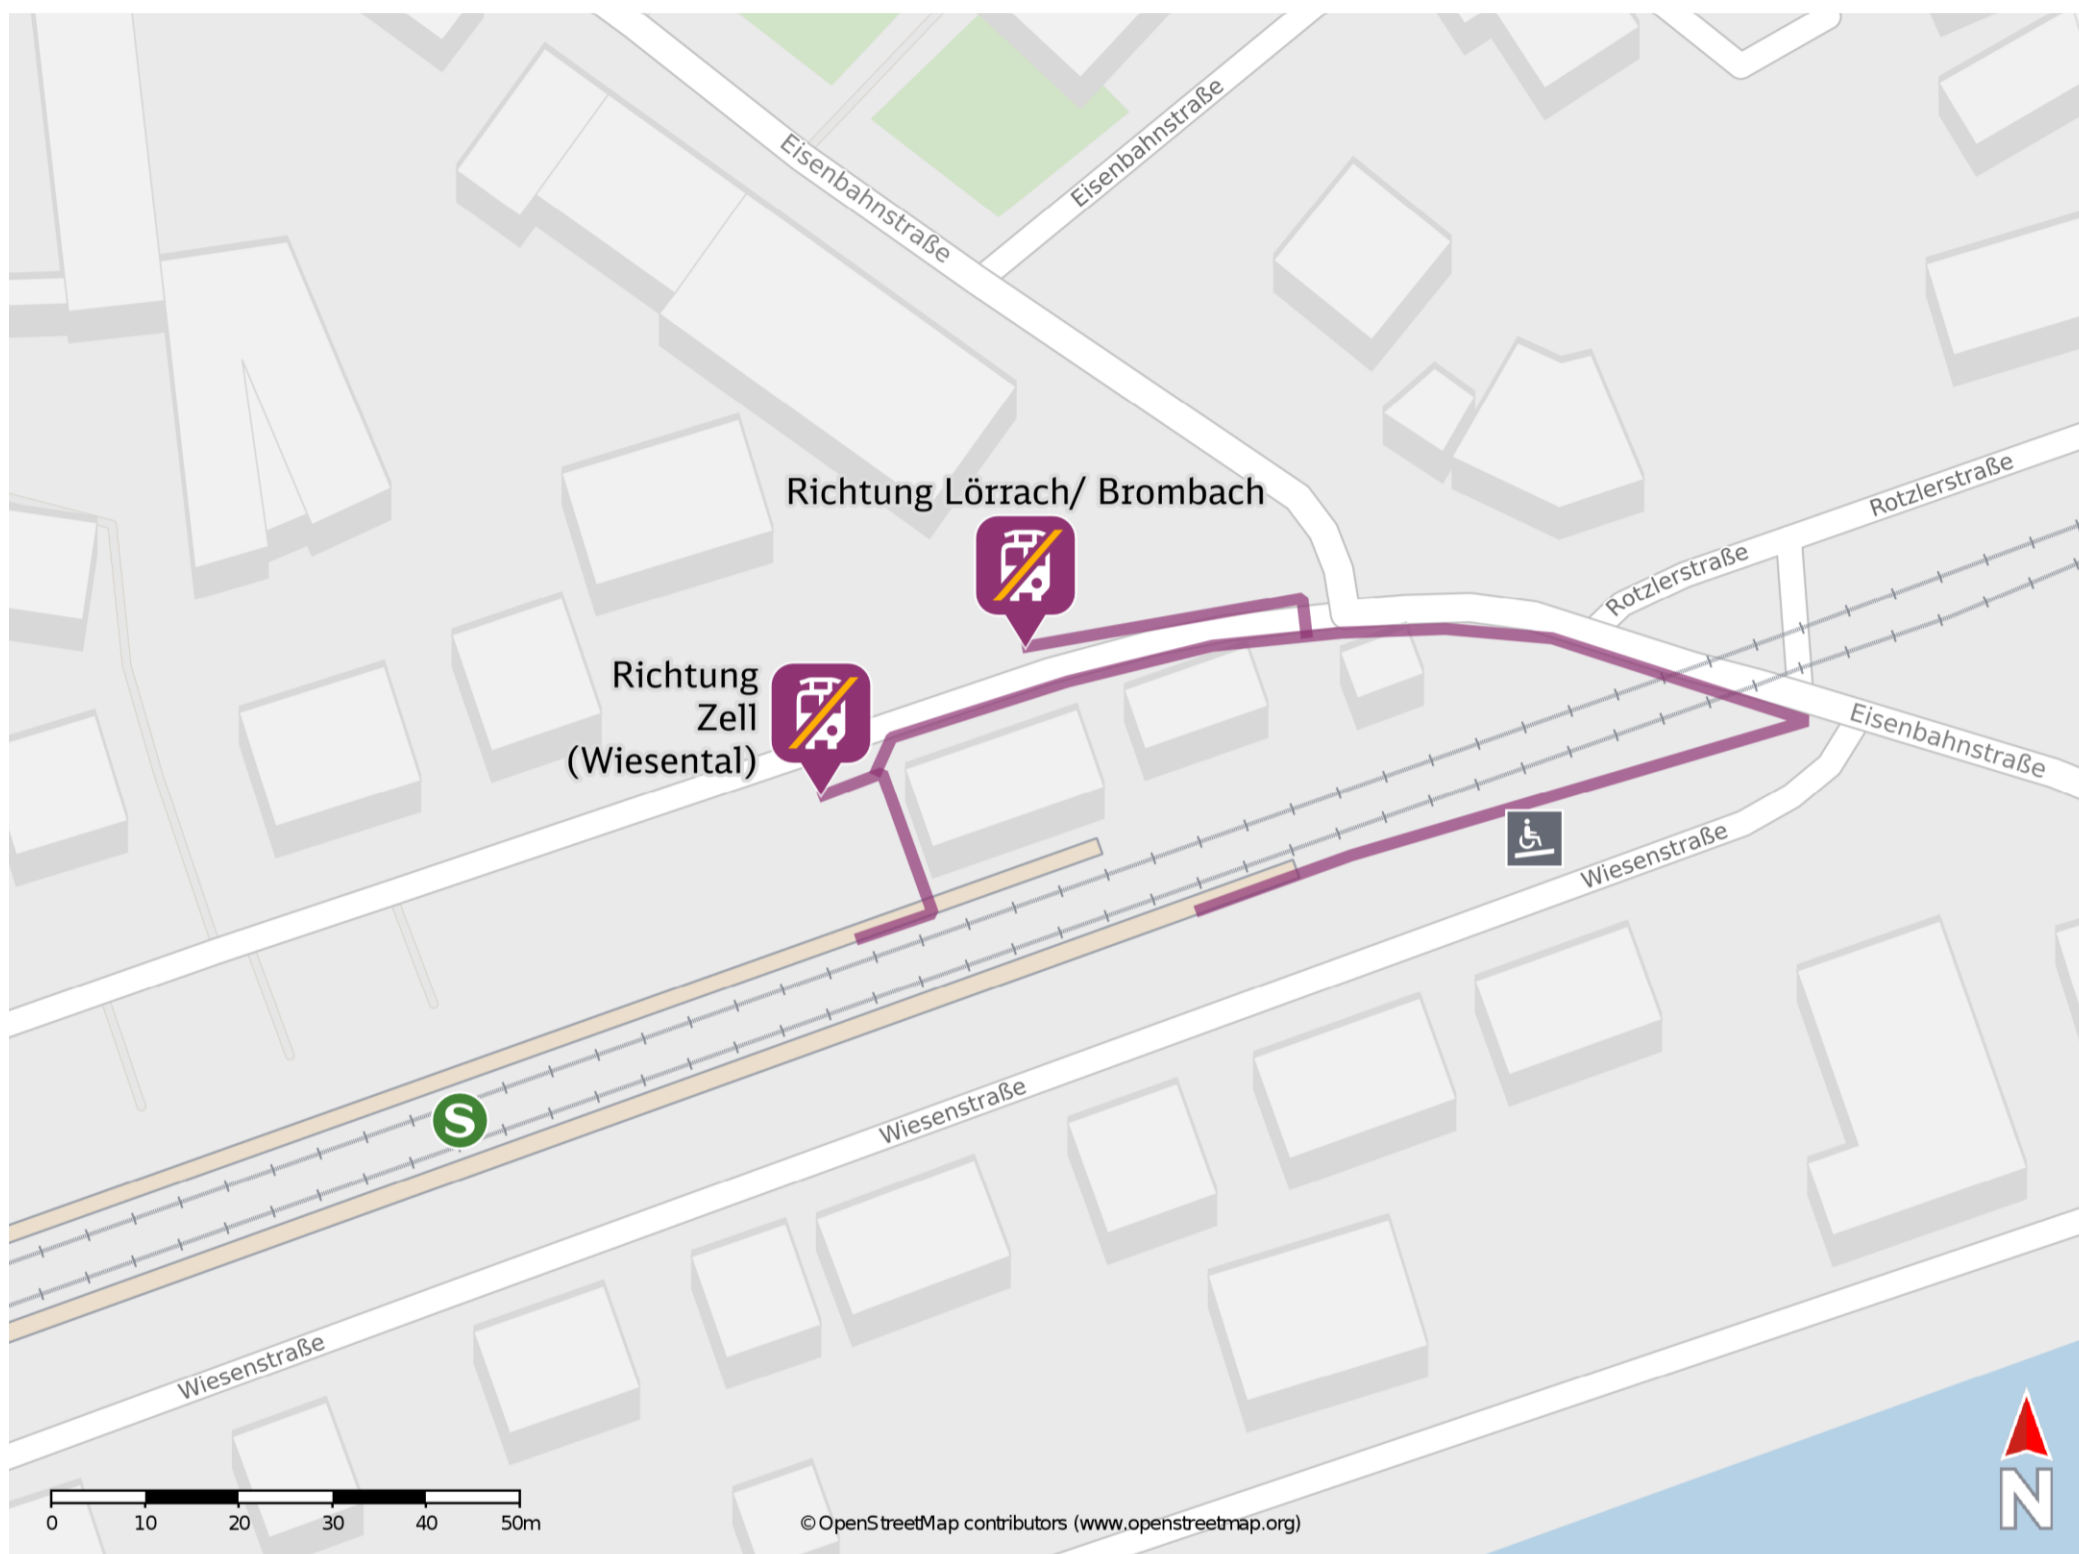 Eisenbahnstraße
Eisenbahnstraße
Rotzlerstraße
Richtung Lörrach/ Brombach
Rotzlerstraße
Richtung
Zell
(Wiesental)
Eisenbahnstraße
Wiesenstraße
Wiesenstraße
S
Wiesenstraße
N
0 10 20 30 40 50m
©OpenStreetMap contributors (www.openstreetmap.org)